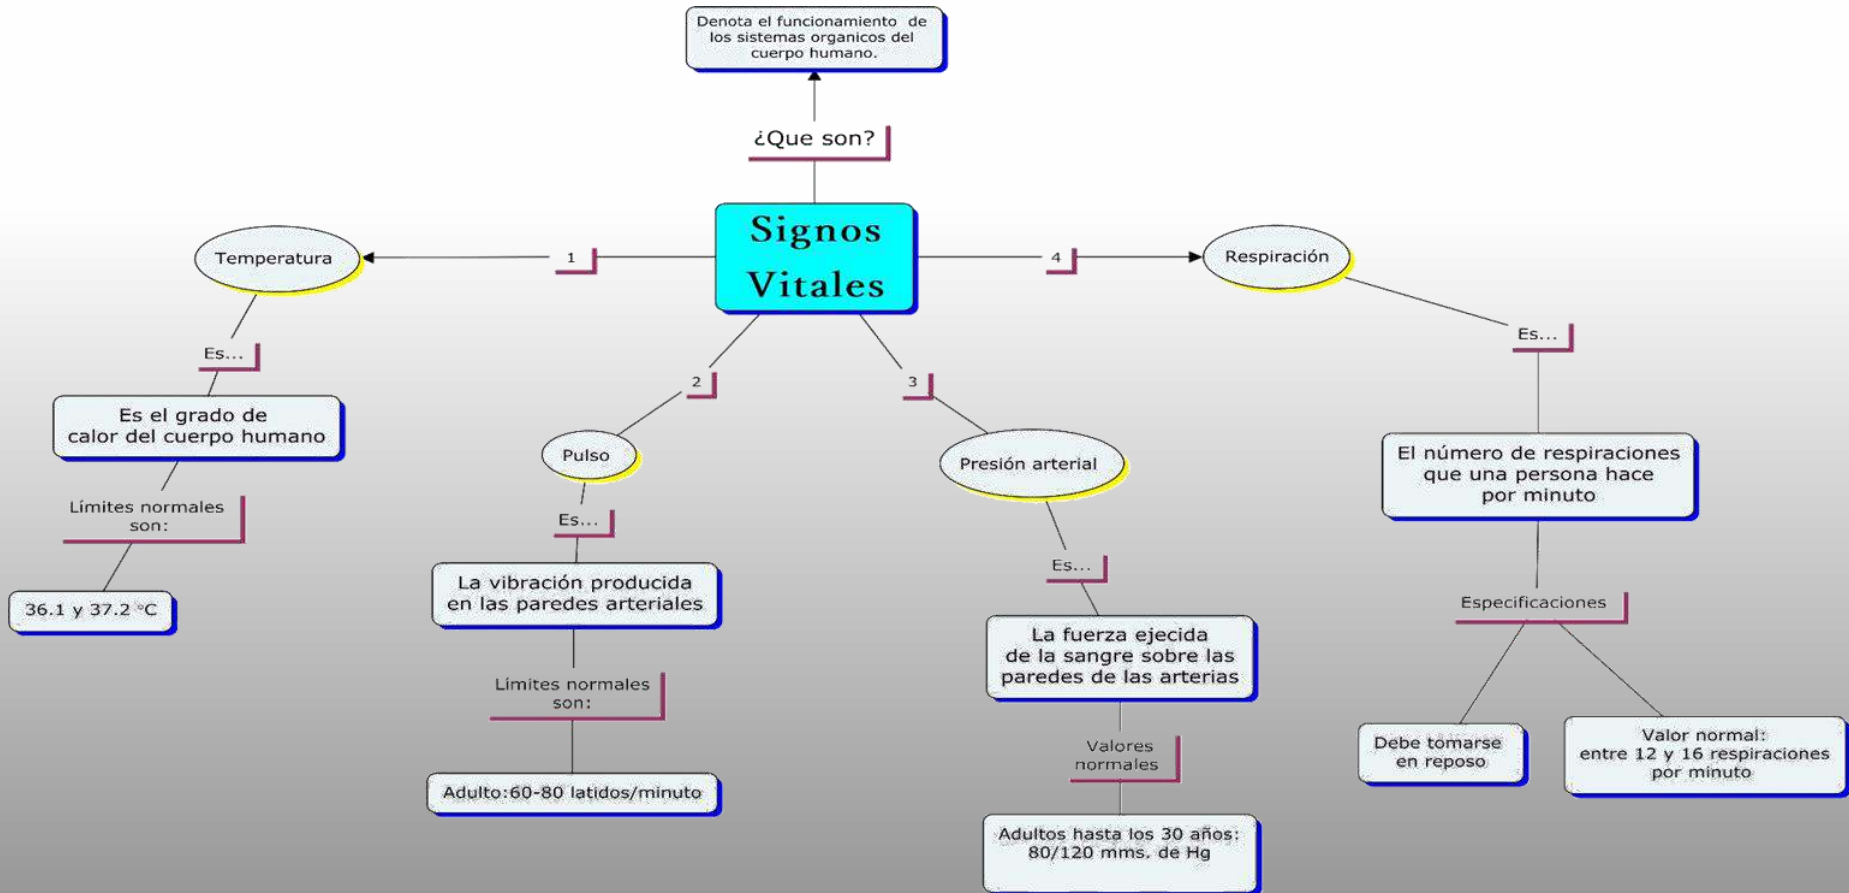 Denota el funcionamiento de
los sistemas organicos del
cuerpo humano.
¿Que son?
Signos
Vitales
1
Temperatura
Es...
Es el grado de
calor del cuerpo humano
Límites normales
son:
36.1 y 37.2 °C
2
Pulso
Es...
La vibración producida
en las paredes arteriales
Límites normales
son:
Adulto:60-80 latidos/minuto
3
Presión arterial
Es...
La fuerza ejecida
de la sangre sobre las
paredes de las arterias
Valores
normales
Adultos hasta los 30 años:
80/120 mms. de Hg
4
Respiración
Es...
El número de respiraciones
que una persona hace
por minuto
Especificaciones
Debe tomarse
en reposo
Valor normal:
entre 12 y 16 respiraciones
por minuto